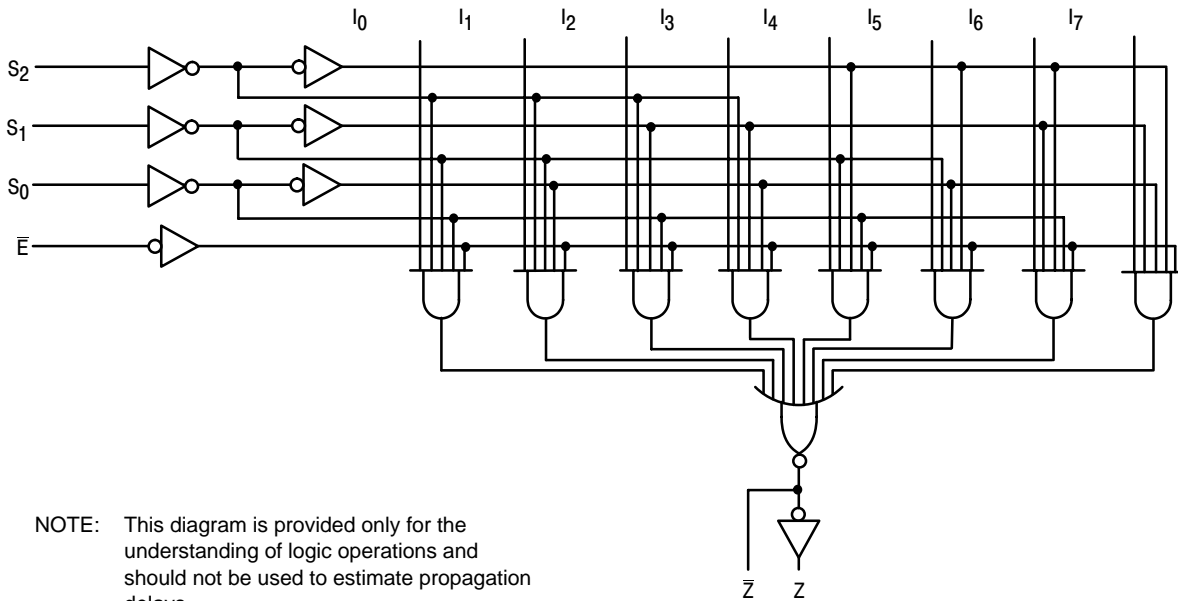 I0 I1 I2 I3 I4 I5 I6 I7
S2
S1
S0
E̅
NOTE: This diagram is provided only for the
understanding of logic operations and
should not be used to estimate propagation
Z̅ Z